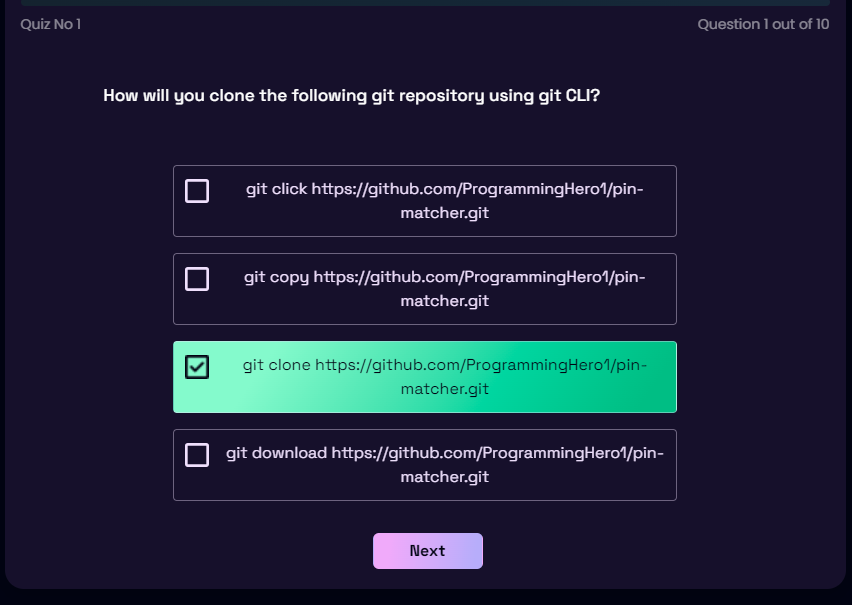 Quiz No 1
Question 1 out of 10
How will you clone the following git repository using git CLI?
git click https://github.com/ProgrammingHero1/pin-
matcher.git
git copy https://github.com/ProgrammingHero1/pin-
matcher.git
git clone https://github.com/ProgrammingHero1/pin-
matcher.git
git download https://github.com/ProgrammingHero1/pin-
matcher.git
Next